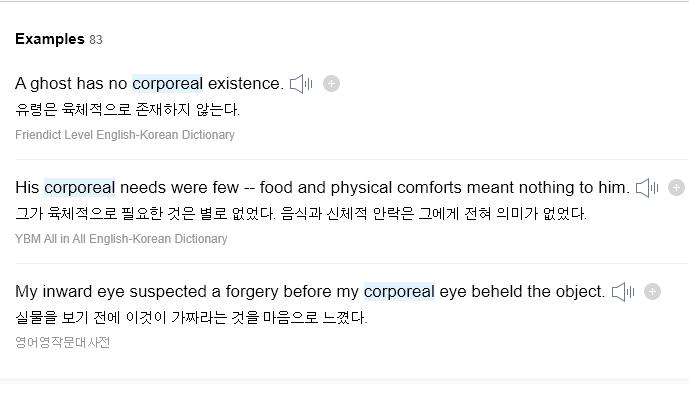 Examples 83
A ghost has no corporeal existence.
유령은 육체적으로 존재하지 않는다.
Friendict Level English-Korean Dictionary
His corporeal needs were few -- food and physical comforts meant nothing to him.
그가 육체적으로 필요한 것은 별로 없었다. 음식과 신체적 안락은 그에게 전혀 의미가 없었다.
YBM All in All English-Korean Dictionary
My inward eye suspected a forgery before my corporeal eye beheld the object.
실물을 보기 전에 이것이 가짜라는 것을 마음으로 느꼈다.
영어영작문대사전